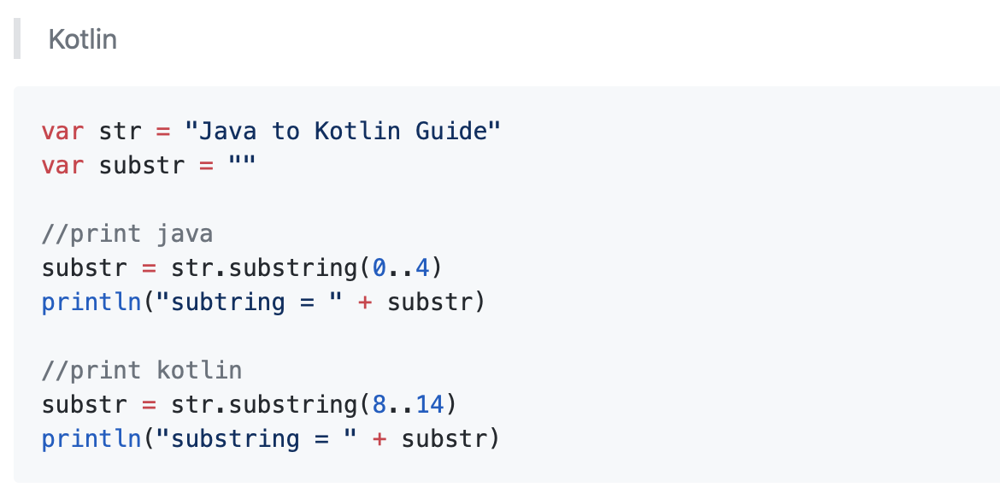 Kotlin
var str = "Java to Kotlin Guide"
var substr = ""
//print java
substr = str.substring(0..4)
println("subtring = " + substr)
//print kotlin
substr = str.substring(8..14)
println("substring = " + substr)